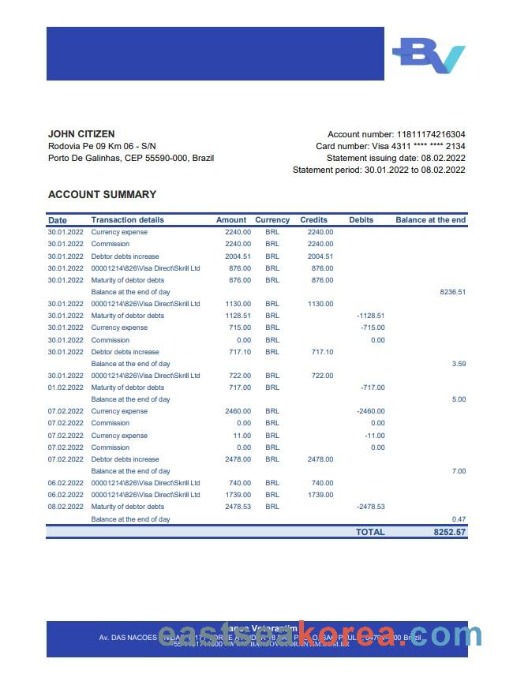 BV
JOHN CITIZEN
Rodovia Pe 09 Km 06 - S/N
Porto De Galinhas, CEP 55590-000, Brazil
Account number: 11811174216304
Card number: Visa 4311 **** **** 2134
Statement issuing date: 08.02.2022
Statement period: 30.01.2022 to 08.02.2022
ACCOUNT SUMMARY
Date Transaction details Amount Currency Credits Debits Balance at the end
30.01.2022 Currency expense 2240.00 BRL 2240.00
30.01.2022 Commission 2240.00 BRL 2240.00
30.01.2022 Debtor debts increase 2004.51 BRL 2004.51
30.01.2022 00001214\826\Visa Direct\Skrill Ltd 876.00 BRL 876.00
30.01.2022 Maturity of debtor debts 876.00 BRL 876.00
Balance at the end of day 8236.51
30.01.2022 00001214\826\Visa Direct\Skrill Ltd 1130.00 BRL 1130.00
30.01.2022 Maturity of debtor debts 1128.51 BRL -1128.51
30.01.2022 Currency expense 715.00 BRL -715.00
30.01.2022 Commission 0.00 BRL 0.00
30.01.2022 Debtor debts increase 717.10 BRL 717.10
Balance at the end of day 3.59
30.01.2022 00001214\826\Visa Direct\Skrill Ltd 722.00 BRL 722.00
01.02.2022 Maturity of debtor debts 717.00 BRL -717.00
Balance at the end of day 5.00
07.02.2022 Currency expense 2460.00 BRL -2460.00
07.02.2022 Commission 0.00 BRL 0.00
07.02.2022 Currency expense 11.00 BRL -11.00
07.02.2022 Commission 0.00 BRL 0.00
07.02.2022 Debtor debts increase 2478.00 BRL 2478.00
Balance at the end of day 7.00
06.02.2022 00001214\826\Visa Direct\Skrill Ltd 740.00 BRL 740.00
06.02.2022 00001214\826\Visa Direct\Skrill Ltd 1739.00 BRL 1739.00
08.02.2022 Maturity of debtor debts 2478.53 BRL -2478.53
Balance at the end of day 0.47
TOTAL 8252.57
Av. DAS NACOES
eastseakorea.com